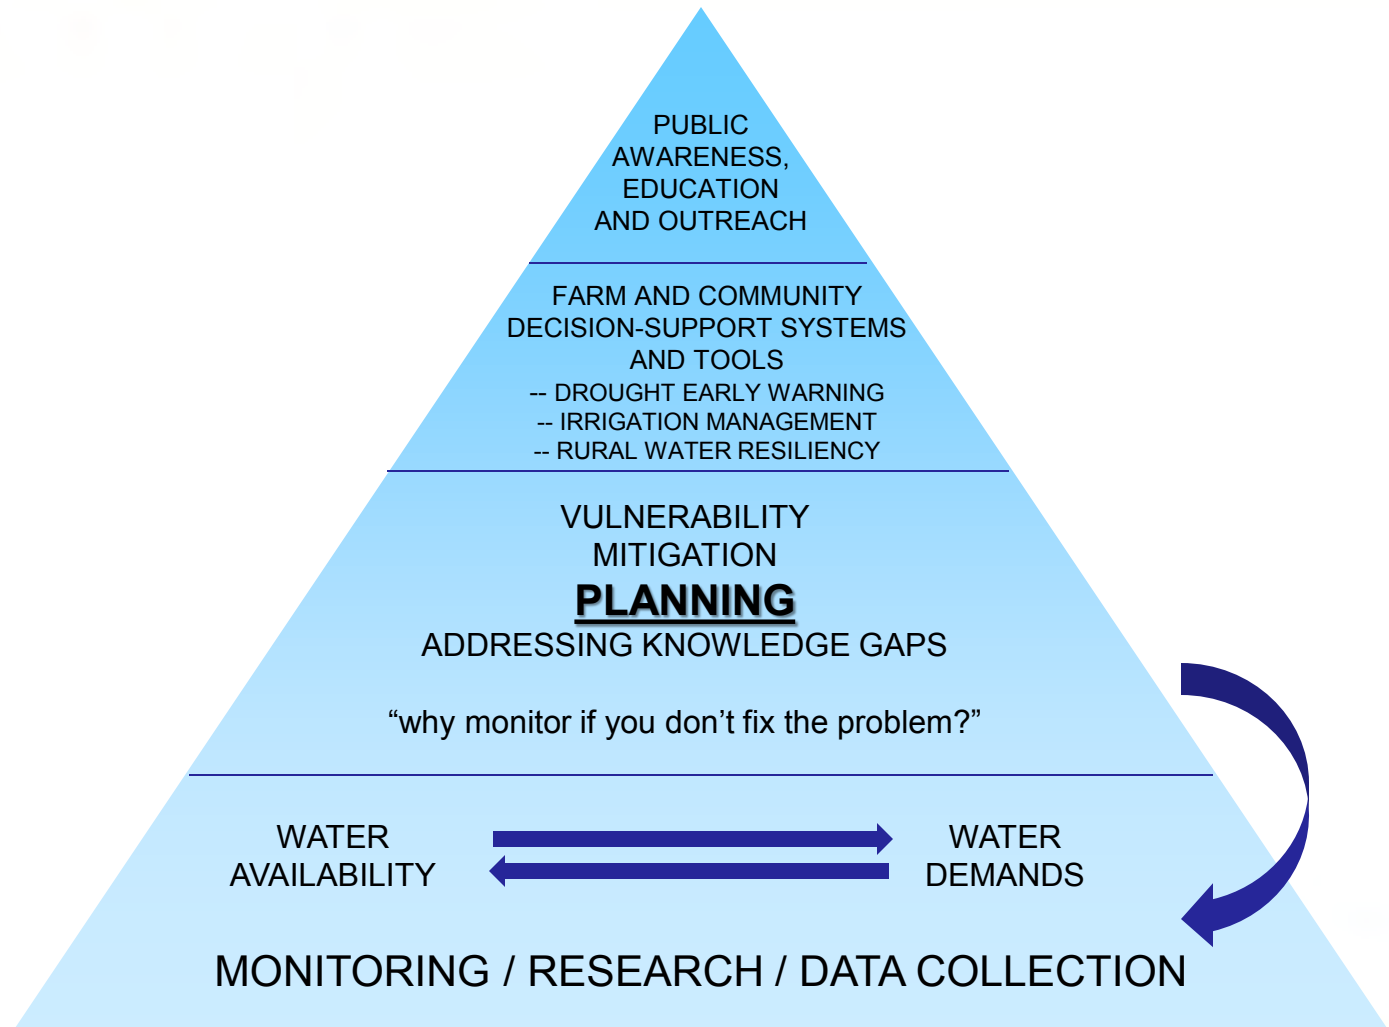 PUBLIC
AWARENESS,
EDUCATION
AND OUTREACH
FARM AND COMMUNITY
DECISION-SUPPORT SYSTEMS
AND TOOLS
-- DROUGHT EARLY WARNING
-- IRRIGATION MANAGEMENT
-- RURAL WATER RESILIENCY
VULNERABILITY
MITIGATION
PLANNING
ADDRESSING KNOWLEDGE GAPS
“why monitor if you don’t fix the problem?”
WATER
AVAILABILITY
WATER
DEMANDS
MONITORING / RESEARCH / DATA COLLECTION